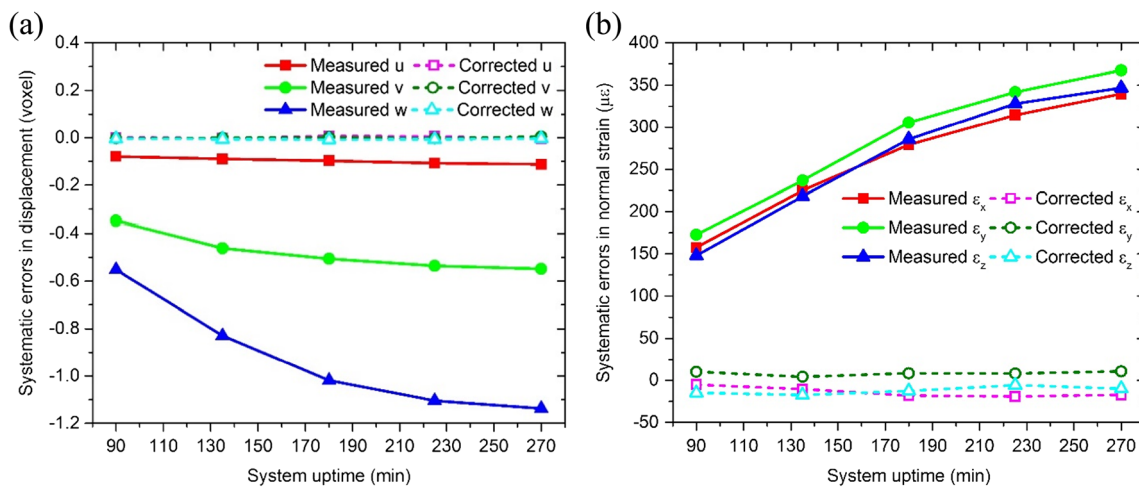 (a)
Systematic errors in displacement (voxel)
0.4
0.2
0.0
-0.2
-0.4
-0.6
-0.8
-1.0
-1.2
Measured u
Corrected u
Measured v
Corrected v
Measured w
Corrected w
90 110 130 150 170 190 210 230 250 270
System uptime (min)
(b)
Systematic errors in normal strain (με)
400
350
300
250
200
150
100
50
0
-50
Measured εx
Corrected εx
Measured εy
Corrected εy
Measured εz
Corrected εz
90 110 130 150 170 190 210 230 250 270
System uptime (min)